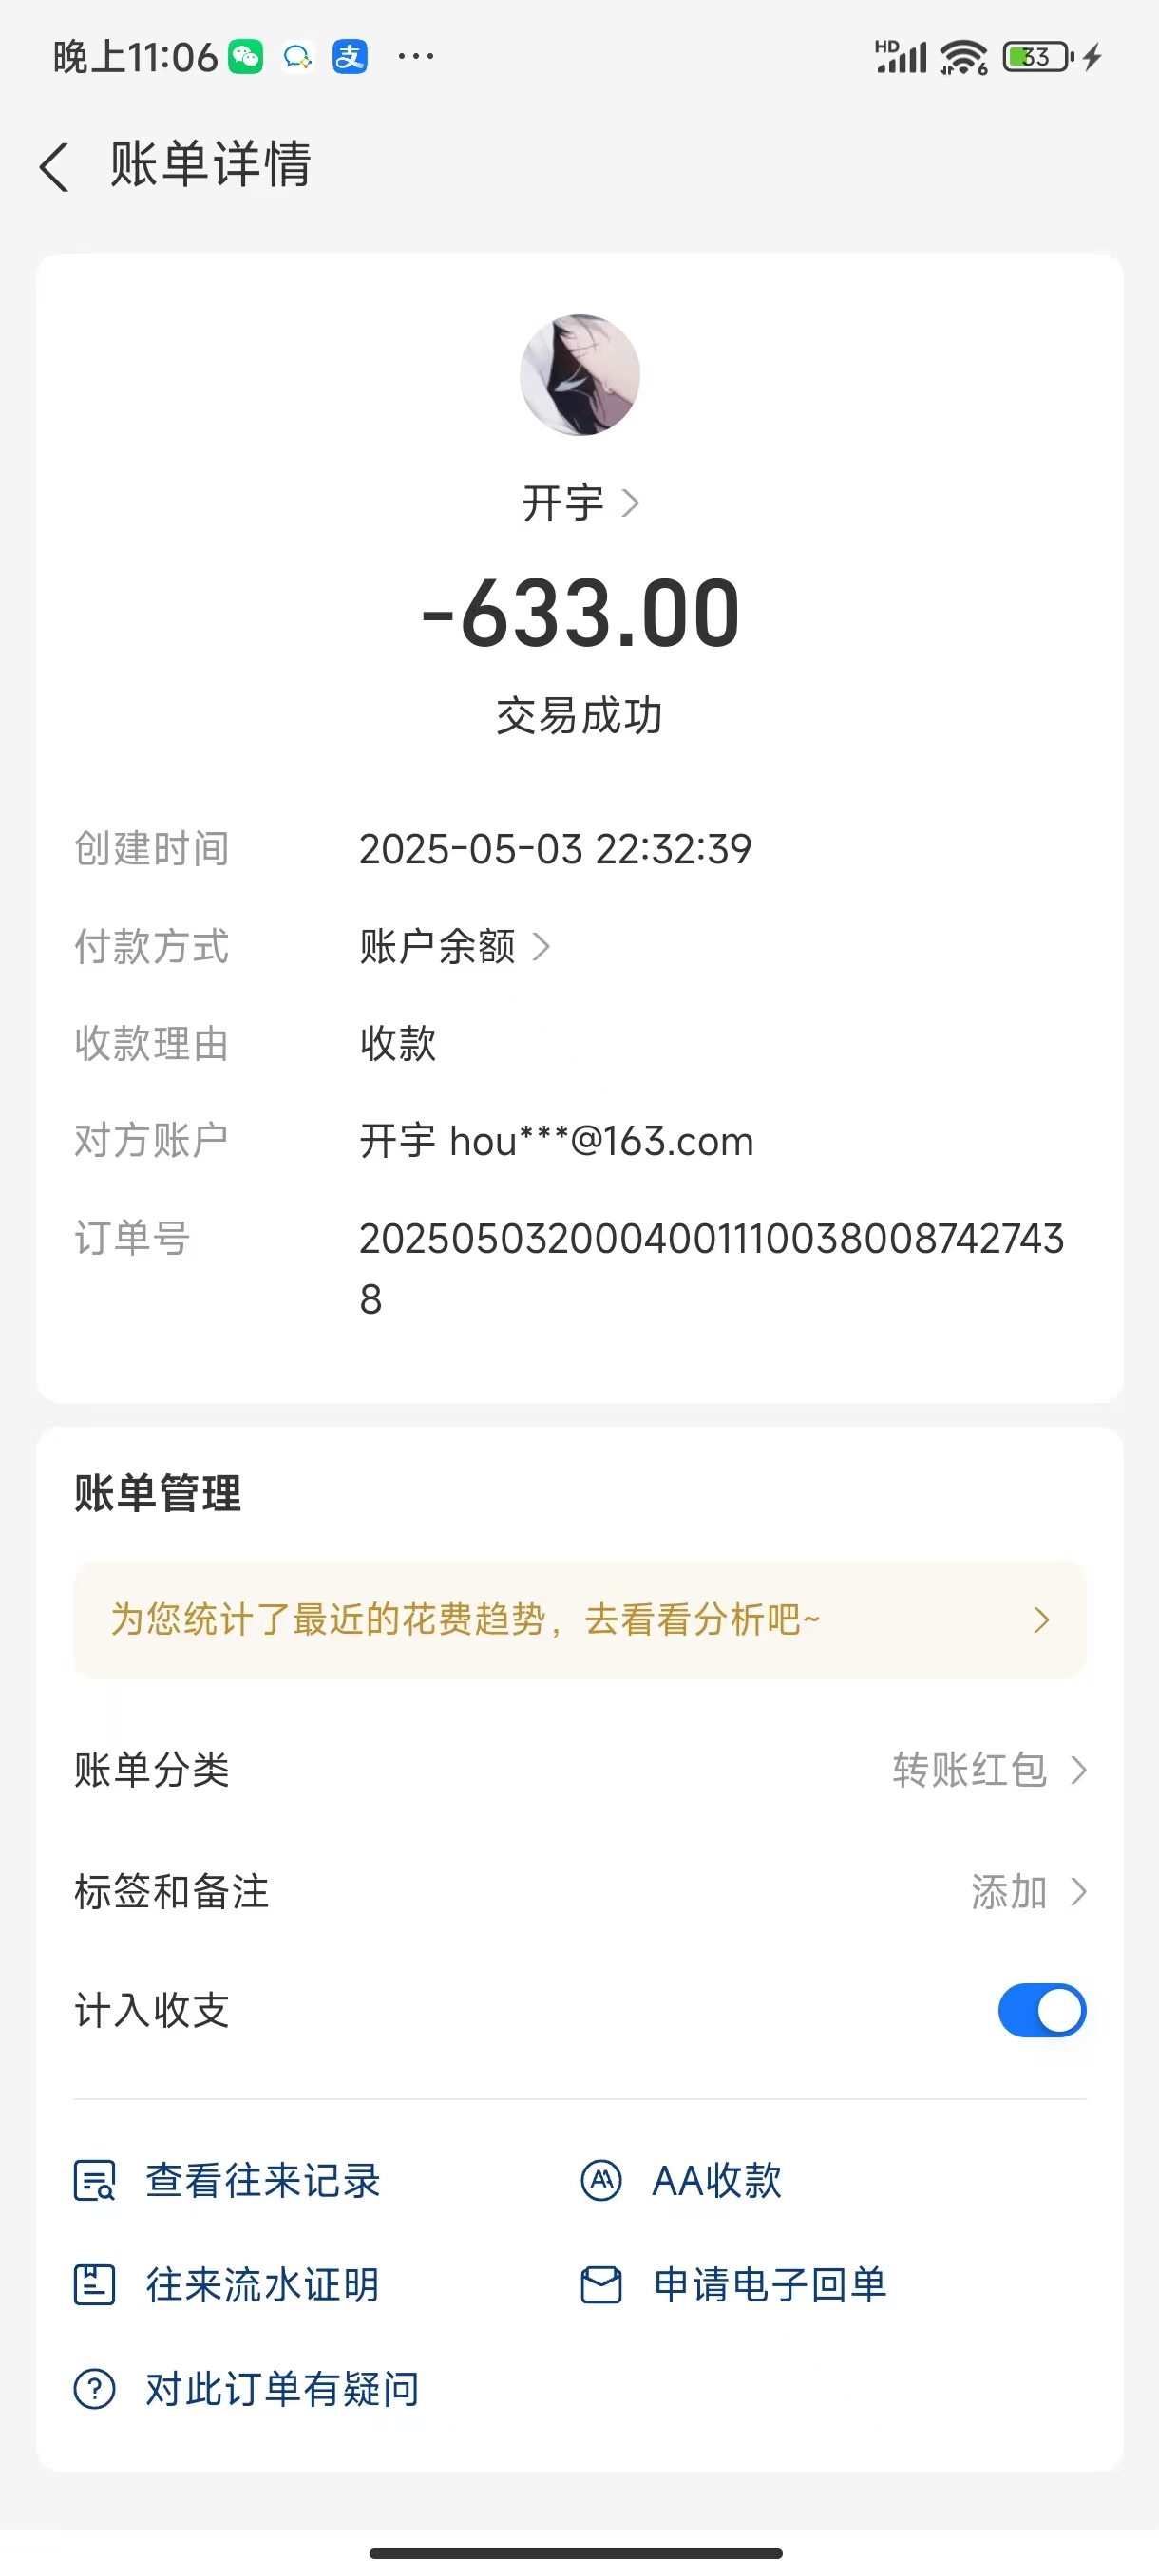 晚上11:06
HD
6
33
账单详情
开宇
-633.00
交易成功
创建时间 2025-05-03 22:32:39
付款方式 账户余额
收款理由 收款
对方账户 开宇 hou***@163.com
订单号 2025050320004001110038008742743
8
账单管理
为您统计了最近的花费趋势，去看看分析吧~
账单分类 转账红包
标签和备注 添加
计入收支
查看往来记录 AA收款
往来流水证明 申请电子回单
对此订单有疑问